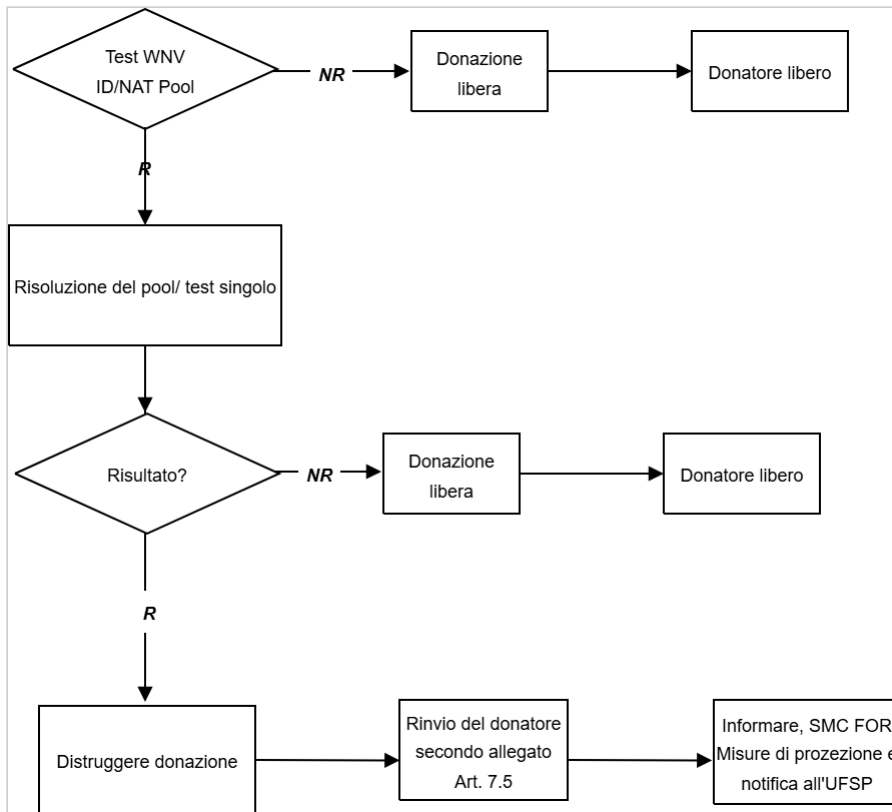 Test WNV
ID/NAT Pool
NR
Donazione
libera
Donatore libero
R
Risoluzione del pool/ test singolo
Risultato?
NR
Donazione
libera
Donatore libero
R
Distruggere donazione
Rinvio del donatore
secondo allegato
Art. 7.5
Informare, SMC FOR
Misure di prozezione e
notifica all'UFSP